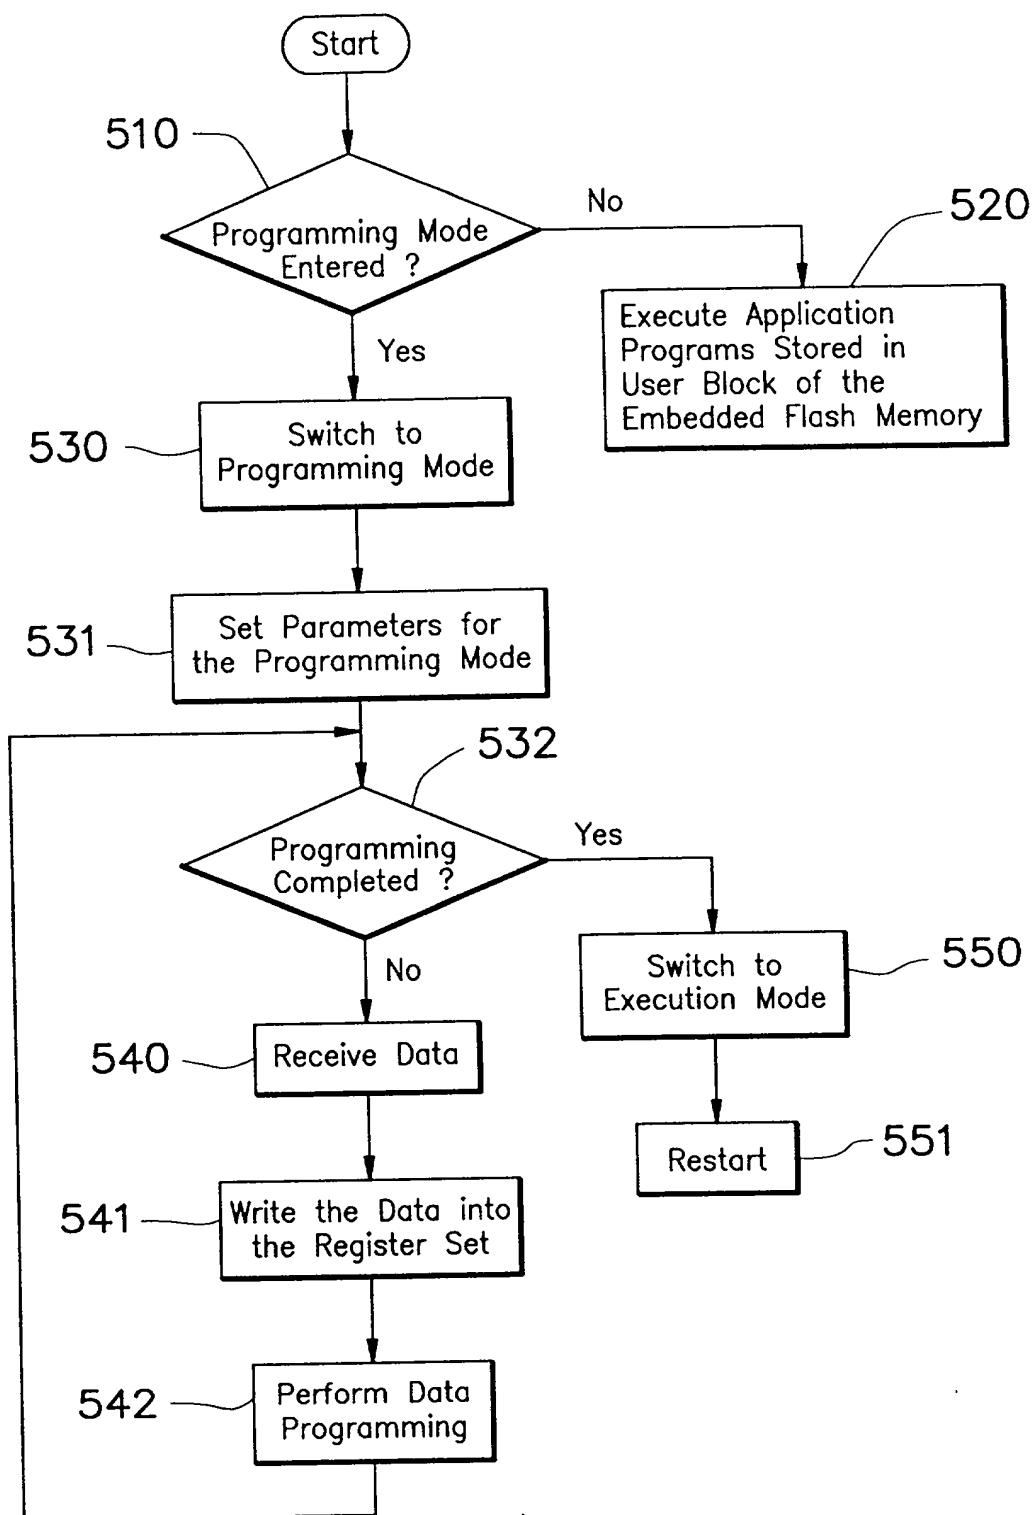 Start
510
Programming Mode
Entered ?
No
520
Execute Application
Programs Stored in
User Block of the
Embedded Flash Memory
Yes
530
Switch to
Programming Mode
531
Set Parameters for
the Programming Mode
532
Programming
Completed ?
Yes
550
Switch to
Execution Mode
No
540
Receive Data
551
Restart
541
Write the Data into
the Register Set
542
Perform Data
Programming